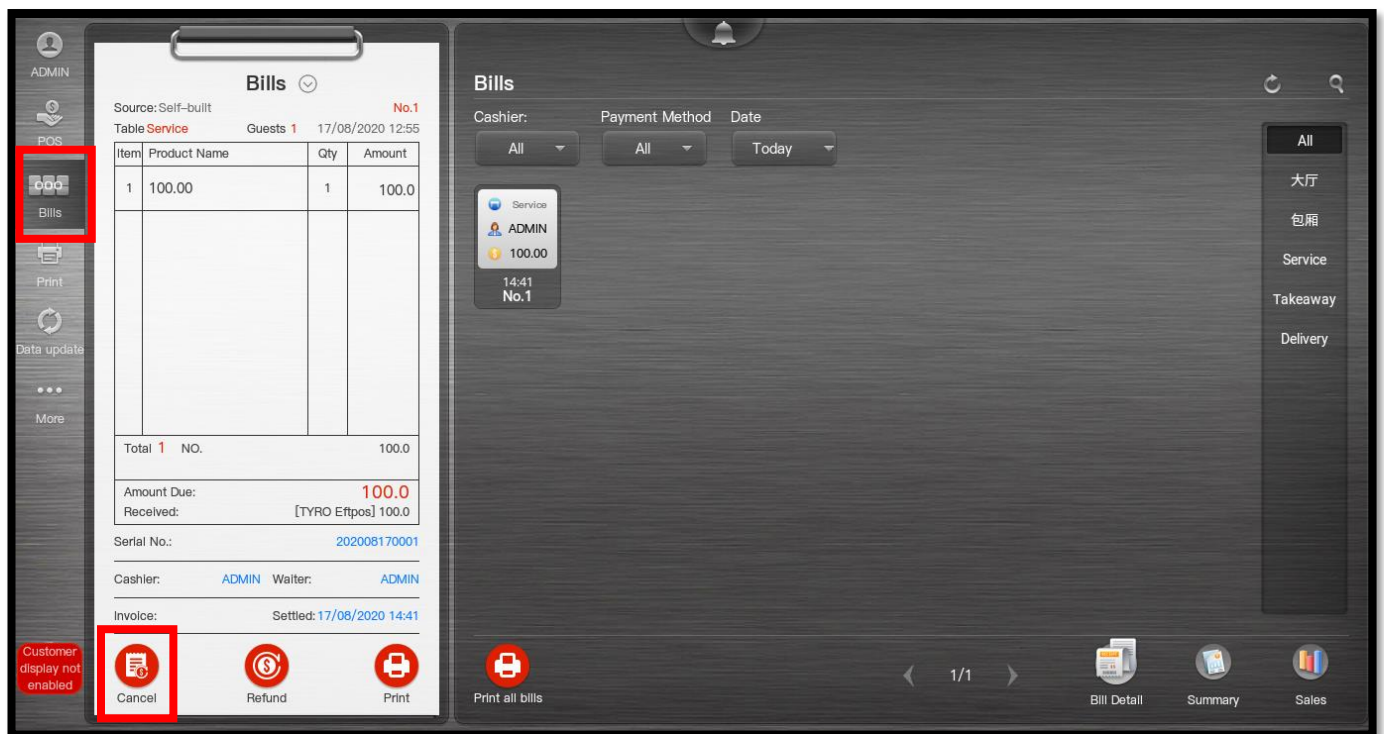 ADMIN
POS
Bills
Print
Data update
More
Customer
display not
enabled
Bills
Source: Self-built No.1
Table Service Guests 1 17/08/2020 12:55
Item Product Name Qty Amount
1 100.00 1 100.0
Total 1 NO. 100.0
Amount Due: 100.0
Received: [TYRO Eftpos] 100.0
Serial No.: 202008170001
Cashier: ADMIN Waiter: ADMIN
Invoice: Settled: 17/08/2020 14:41
Cancel Refund Print
Bills
Cashier: Payment Method Date
All All Today
Service
ADMIN
100.00
14:41
No.1
All
大厅
包厢
Service
Takeaway
Delivery
Print all bills 1/1 Bill Detail Summary Sales